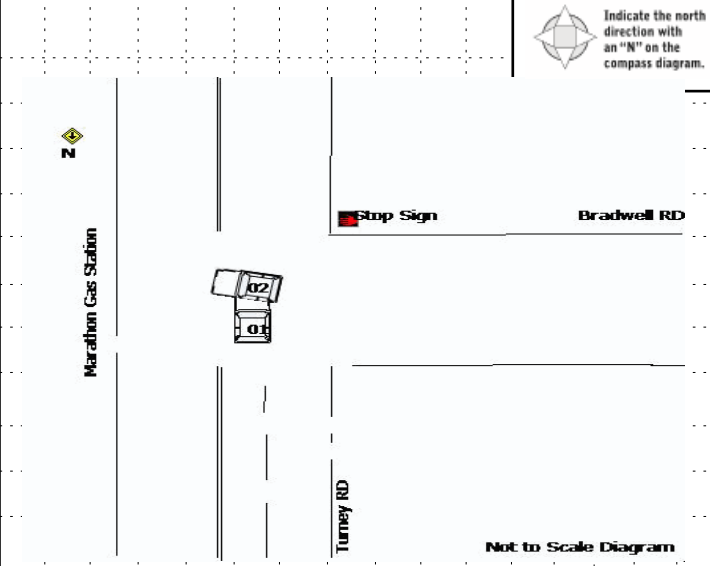 Indicate the north
direction with
an "N" on the
compass diagram.
N
Stop Sign
Bradwell RD
Marathon Gas Station
02
01
Turney RD
Not to Scale Diagram